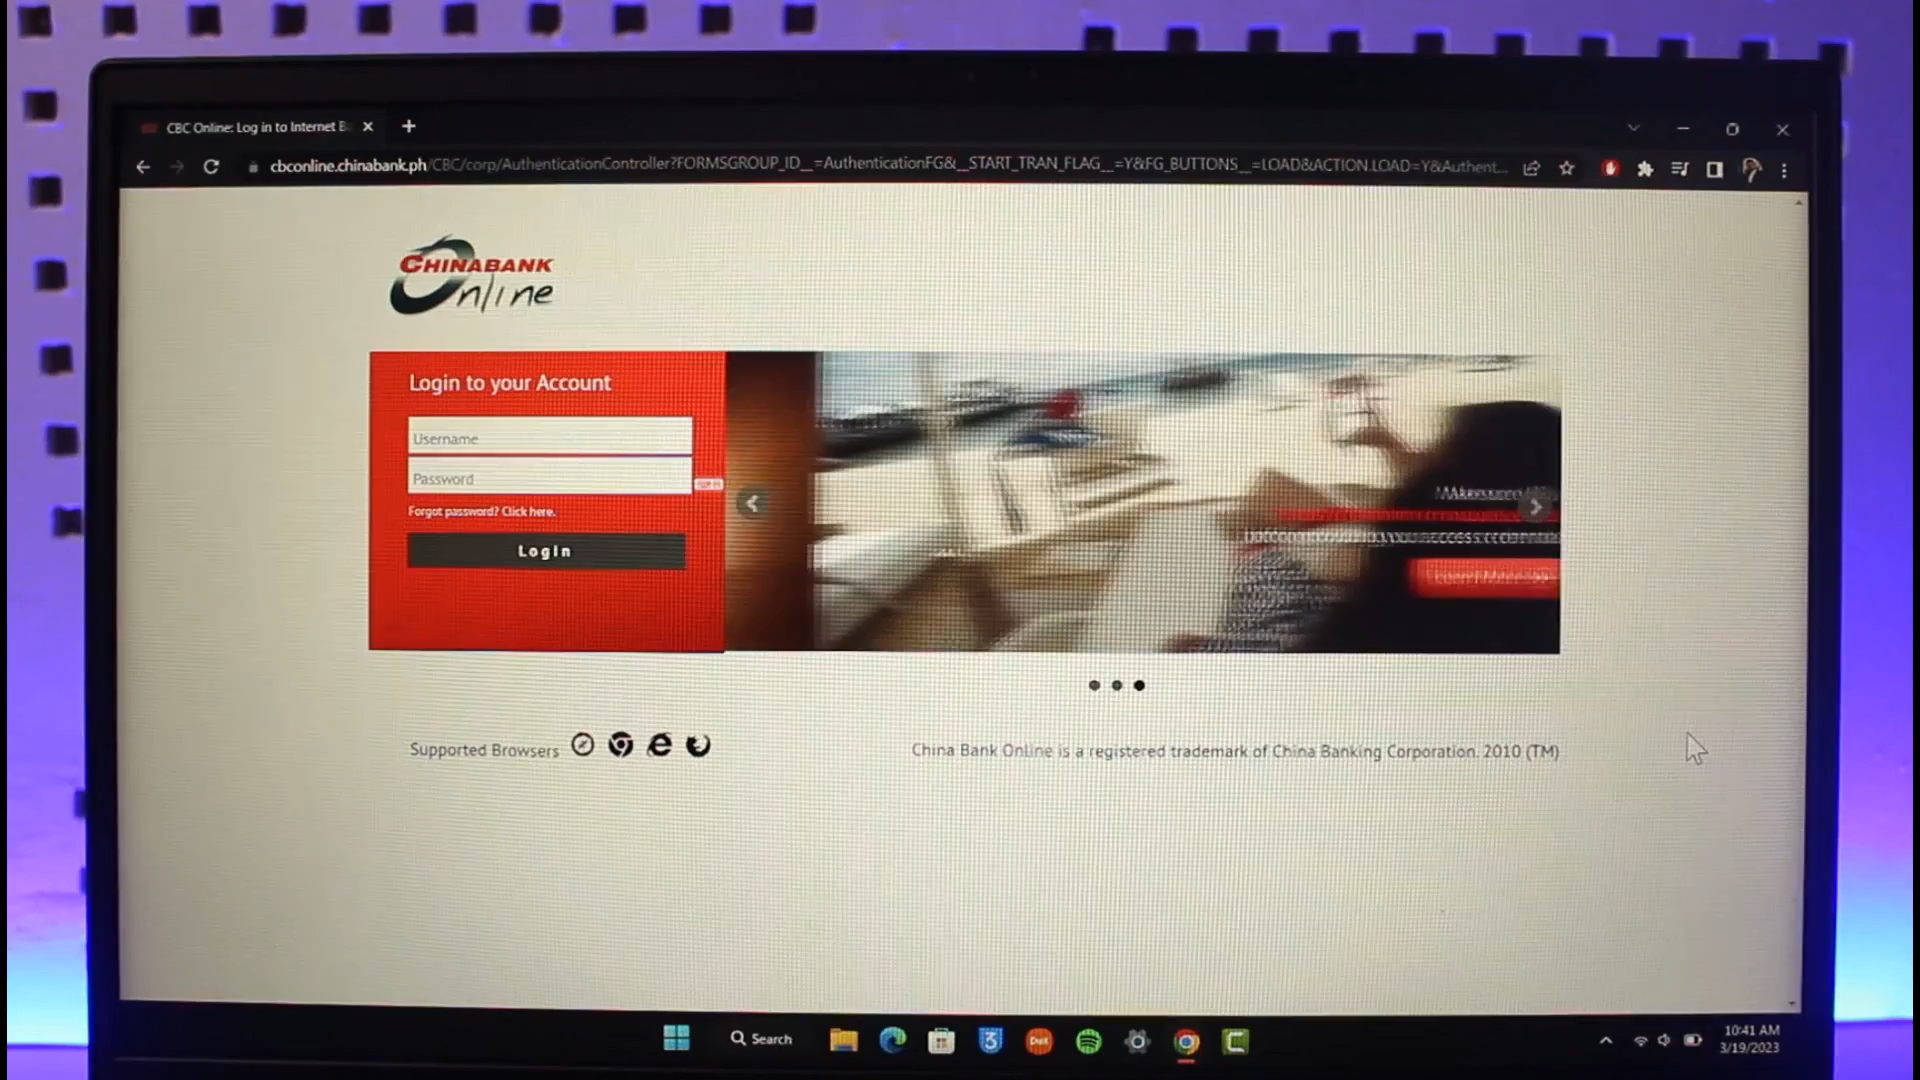 CBC Online: Log in to Internet B
cbconline.chinabank.ph/CBC/corp/AuthenticationController?FORMSGROUP_ID__=AuthenticationFG&__START_TRAN_FLAG__=Y&FG_BUTTONS__=LOAD&ACTION.LOAD=Y&Authent...
CHINABANK
Online
Login to your Account
Username
Password
Forgot password? Click here.
Login
Supported Browsers
China Bank Online is a registered trademark of China Banking Corporation. 2010 (TM)
Search
3
10:41 AM
3/19/2023